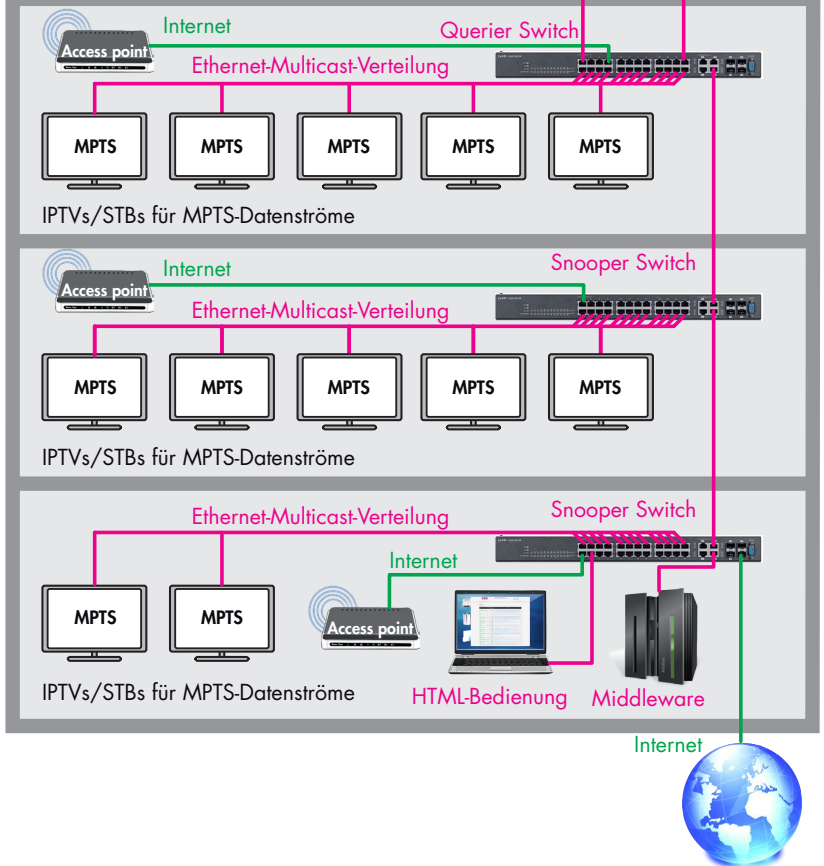 Internet
Querier Switch
Access point
Ethernet-Multicast-Verteilung
MPTS MPTS MPTS MPTS MPTS
IPTVs/STBs für MPTS-Datenströme
Internet
Snooper Switch
Access point
Ethernet-Multicast-Verteilung
MPTS MPTS MPTS MPTS MPTS
IPTVs/STBs für MPTS-Datenströme
Ethernet-Multicast-Verteilung
Snooper Switch
Internet
MPTS MPTS
Access point
IPTVs/STBs für MPTS-Datenströme
HTML-Bedienung
Middleware
Internet